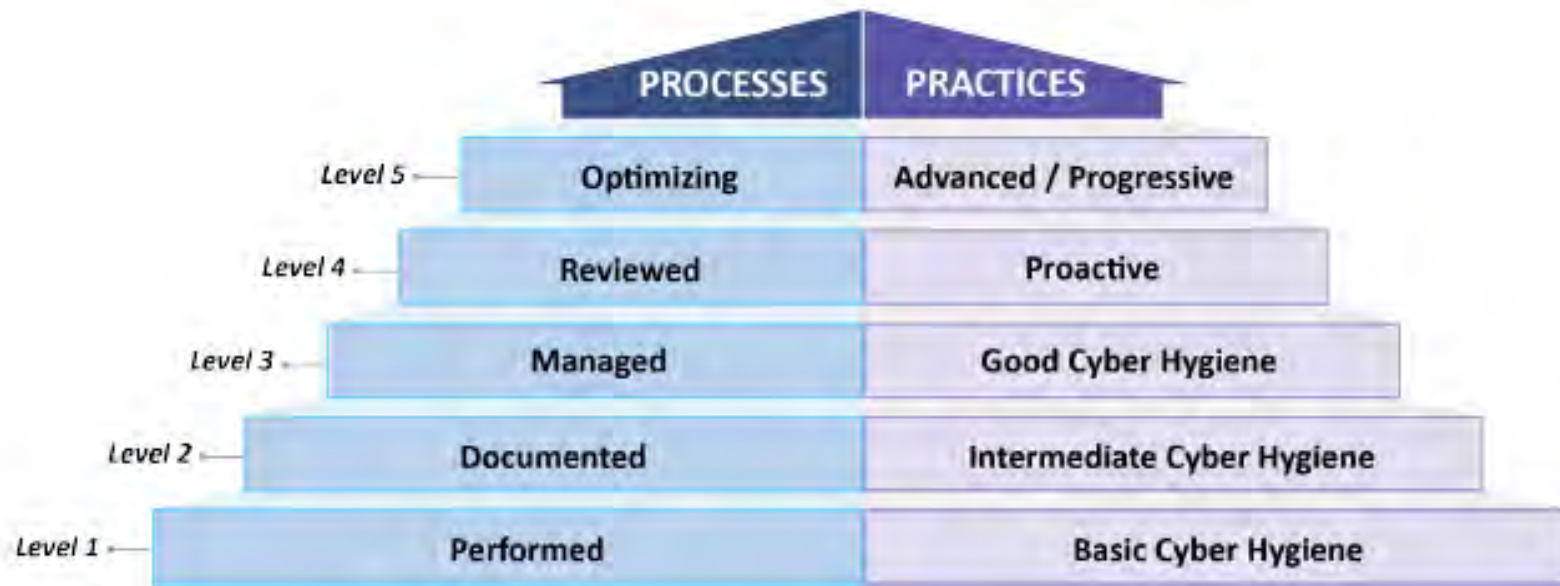 PROCESSES PRACTICES
Level 5 Optimizing Advanced / Progressive
Level 4 Reviewed Proactive
Level 3 Managed Good Cyber Hygiene
Level 2 Documented Intermediate Cyber Hygiene
Level 1 Performed Basic Cyber Hygiene